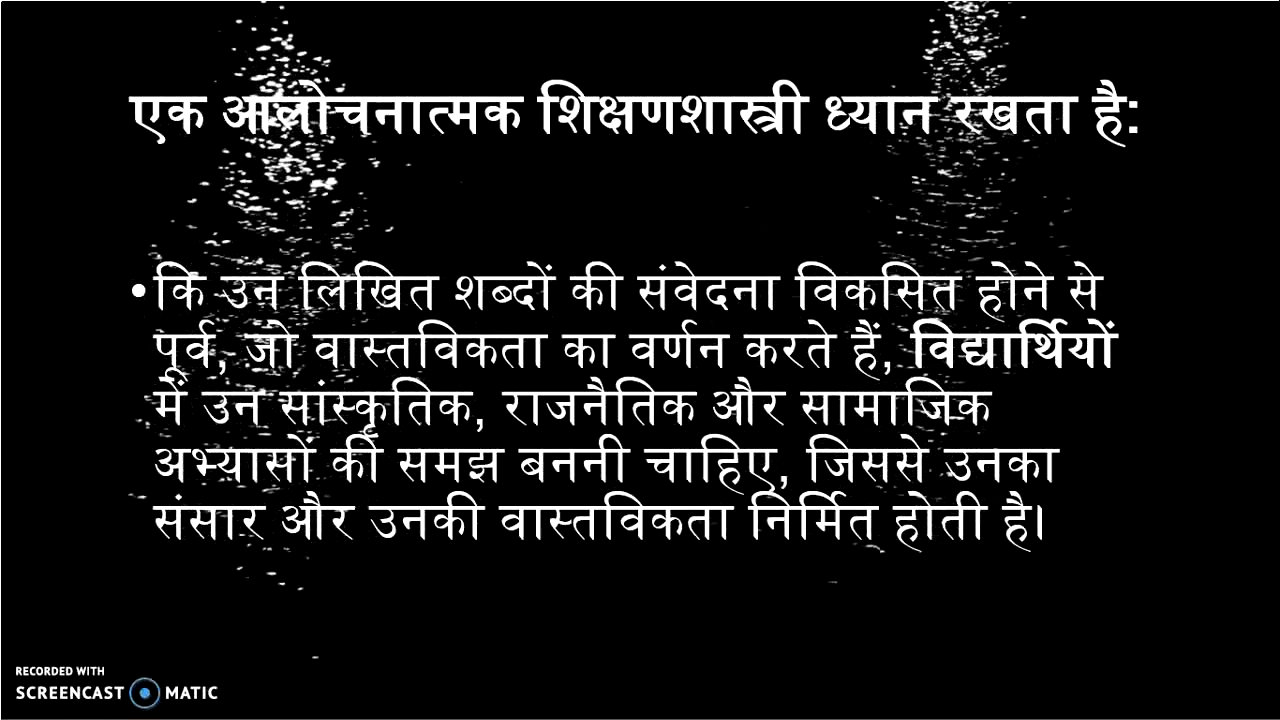 एक आलोचनात्मक शिक्षणशास्त्री ध्यान रखता है:
•कि उन लिखित शब्दों की संवेदना विकसित होने से
पूर्व, जो वास्तविकता का वर्णन करते हैं, विद्यार्थियों
में उन सांस्कृतिक, राजनैतिक और सामाजिक
अभ्यासों की समझ बननी चाहिए, जिससे उनका
संसार और उनकी वास्तविकता निर्मित होती है।
RECORDED WITH
SCREENCAST MATIC